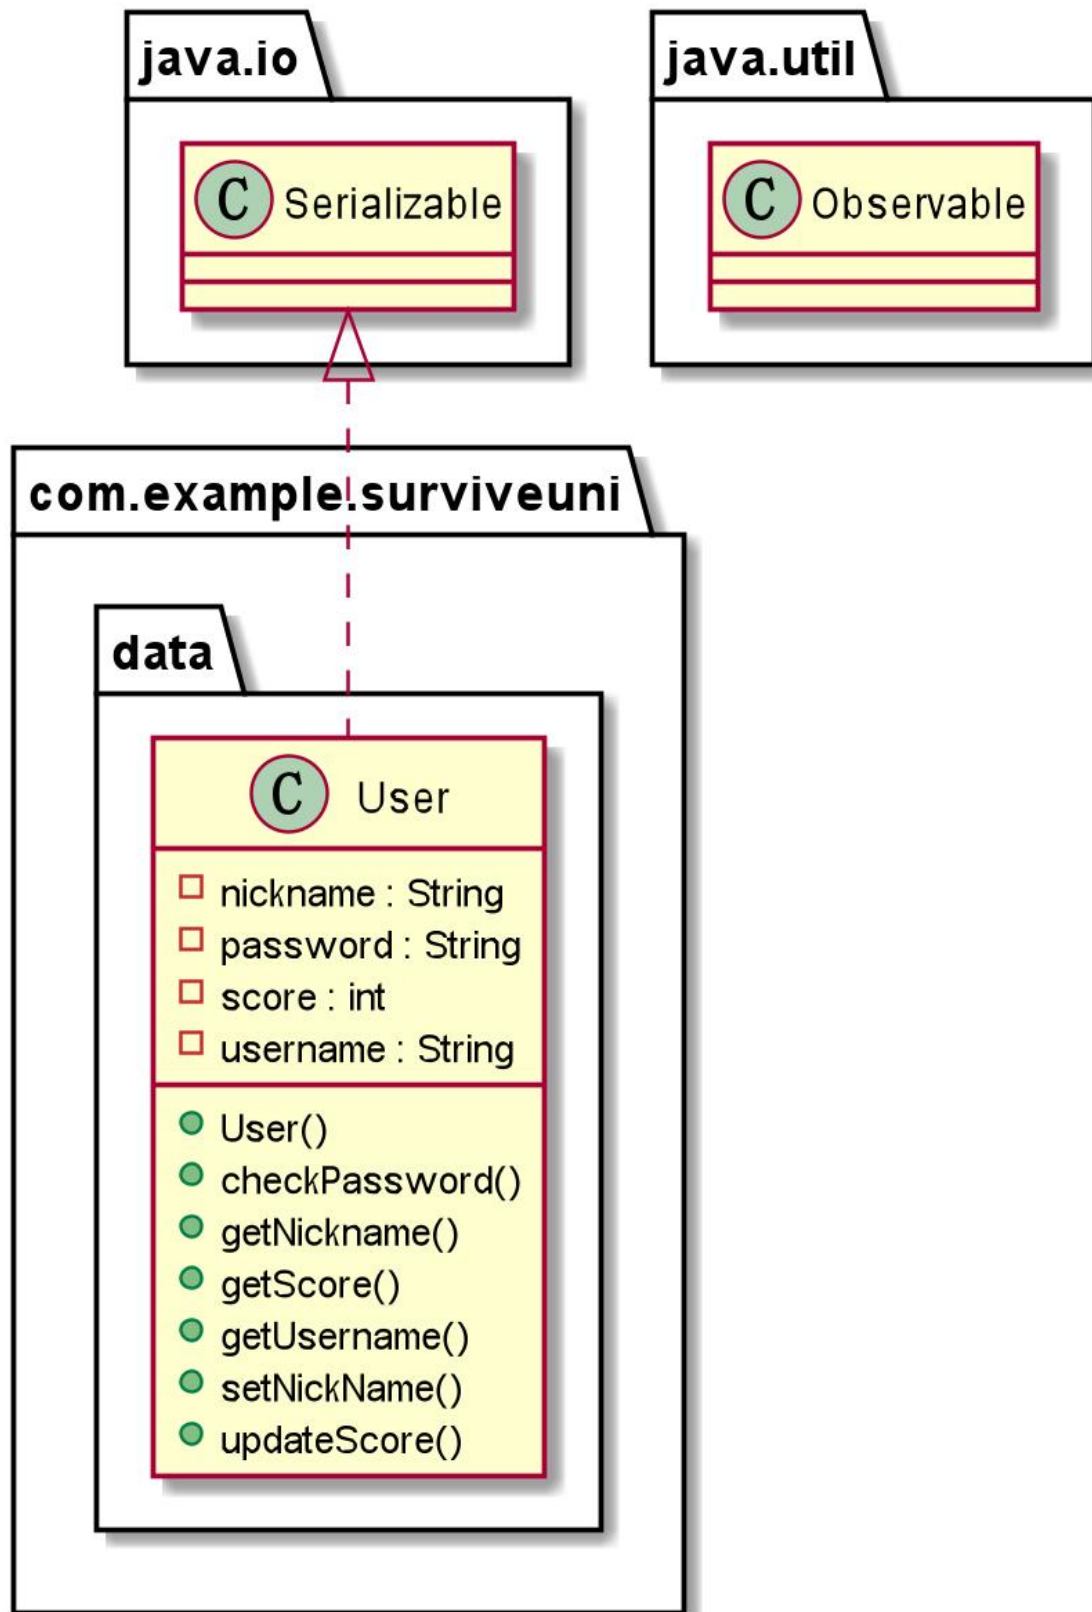 java.io
java.util
C Serializable
C Observable
com.example.surviveuni
data
C User
nickname : String
password : String
score : int
username : String
User()
checkPassword()
getNickname()
getScore()
getUsername()
setNickName()
updateScore()